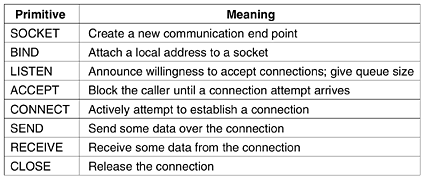 Primitive Meaning
SOCKET Create a new communication end point
BIND Attach a local address to a socket
LISTEN Announce willingness to accept connections; give queue size
ACCEPT Block the caller until a connection attempt arrives
CONNECT Actively attempt to establish a connection
SEND Send some data over the connection
RECEIVE Receive some data from the connection
CLOSE Release the connection